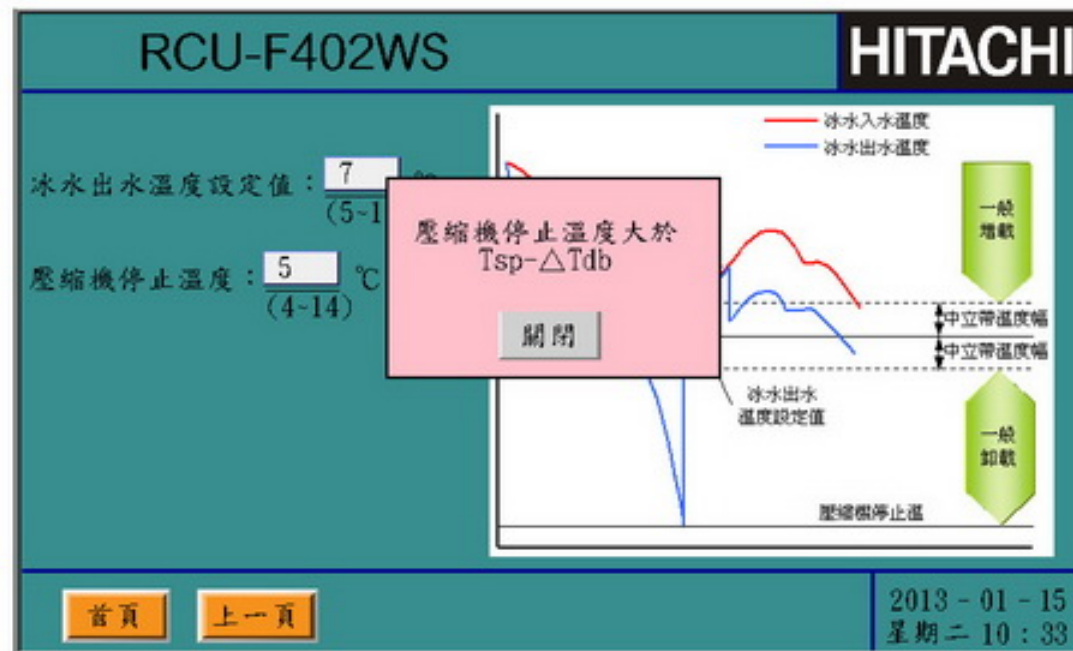 RCU-F402WS
HITACHI
冰水出水溫度設定值：7
(5~1
壓縮機停止溫度：5 ℃
(4~14)
壓縮機停止溫度大於
Tsp-△Tdb
關閉
冰水入水溫度
冰水出水溫度
一般
增載
中立帶溫度幅
中立帶溫度幅
冰水出水
溫度設定值
一般
卸載
壓縮機停止溫
首頁
上一頁
2013 - 01 - 15
星期二 10 : 33